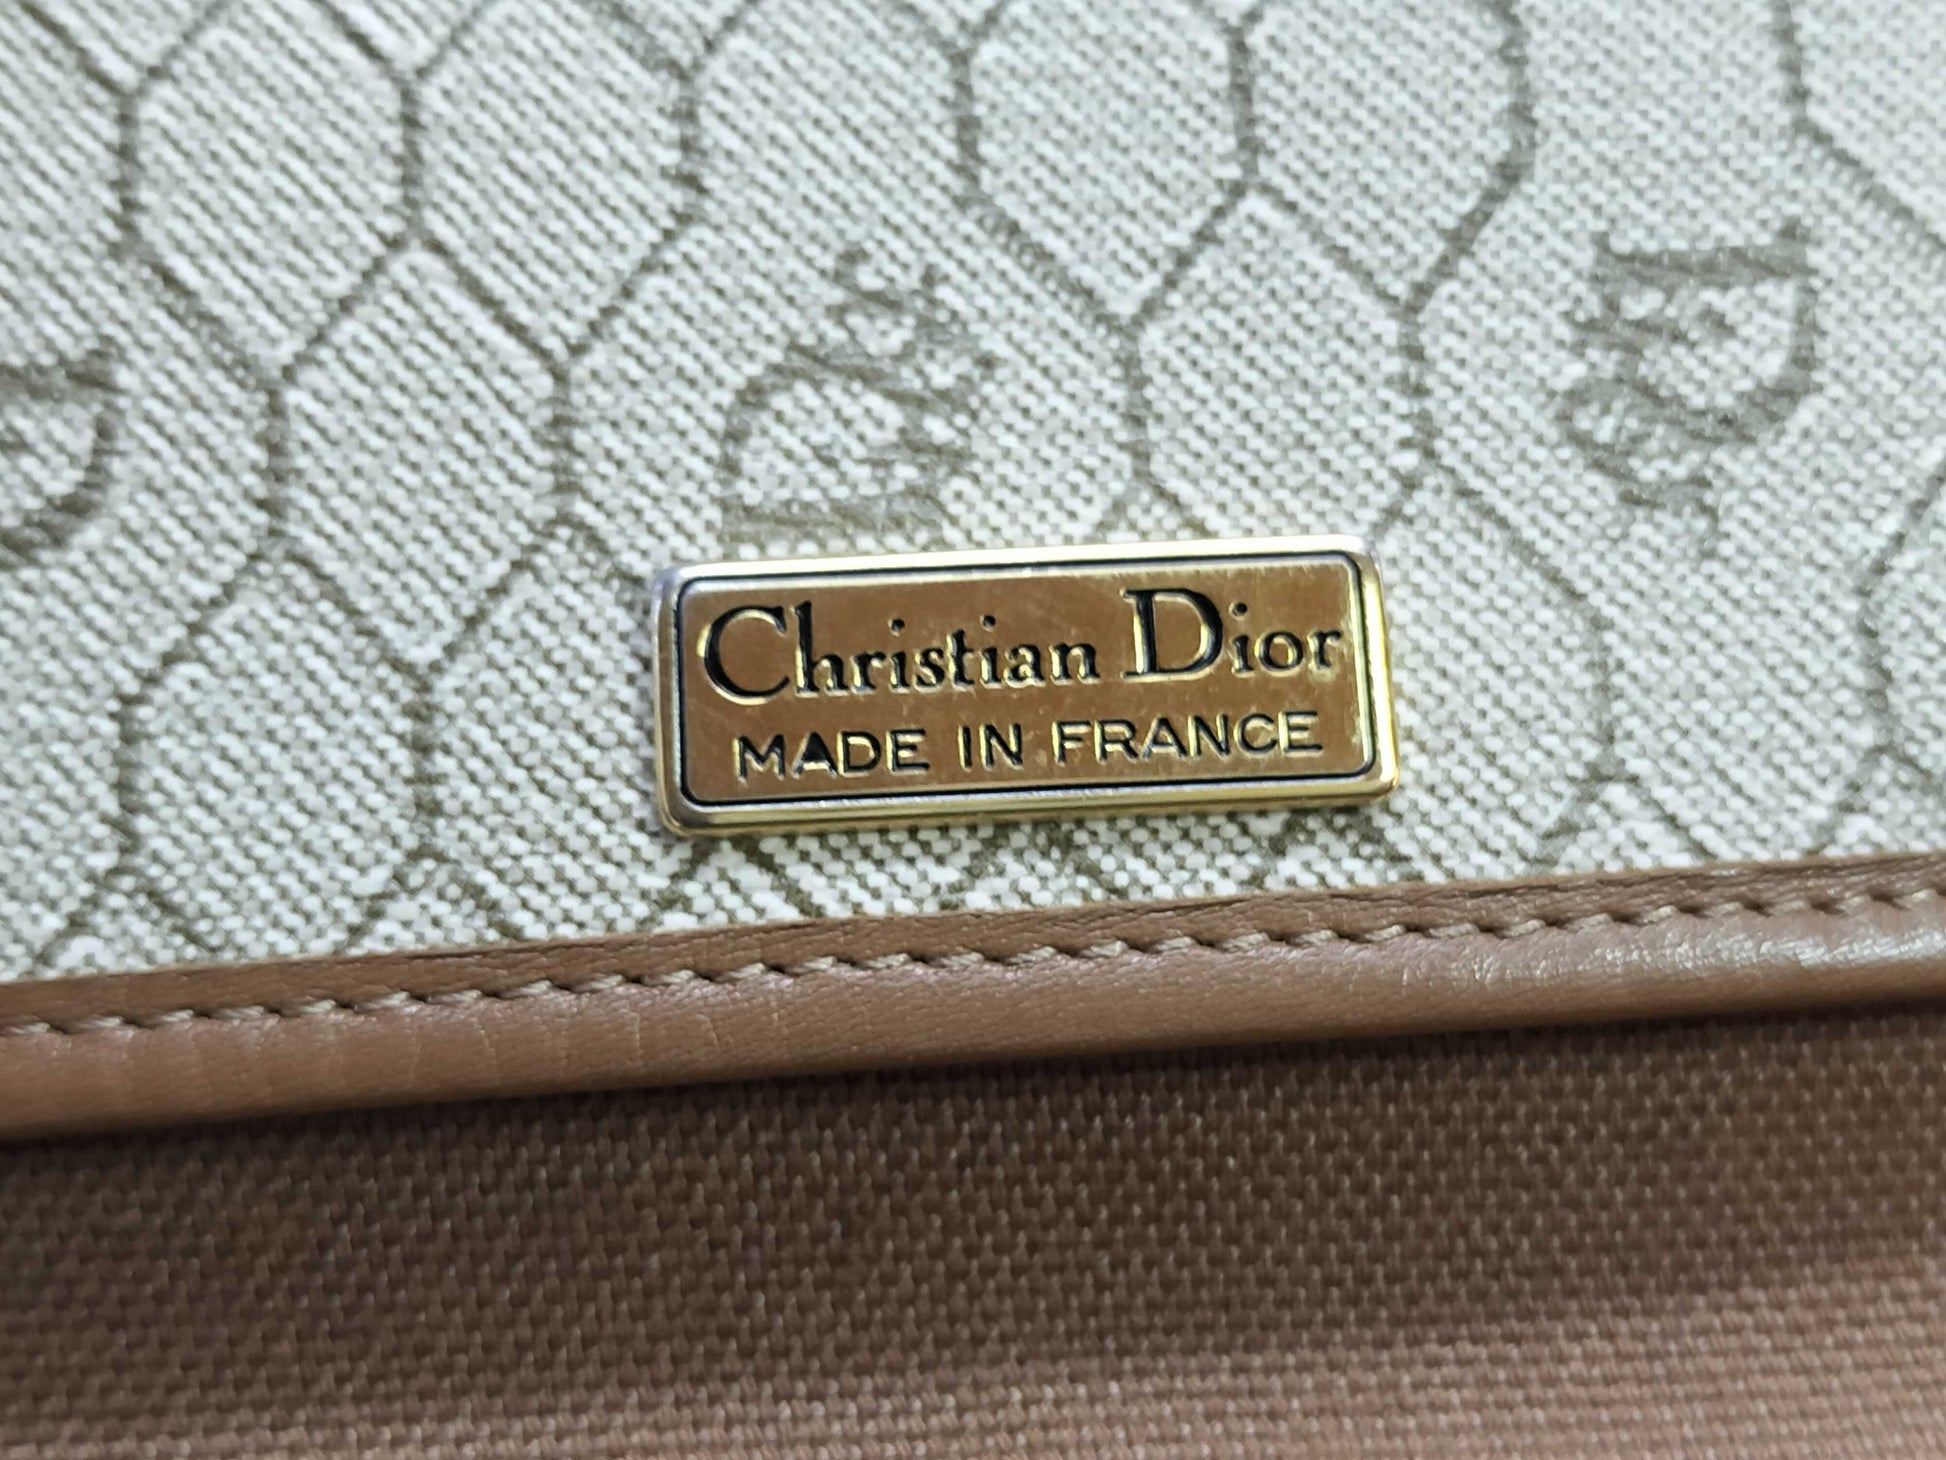 Christian Dior
MADE IN FRANCE